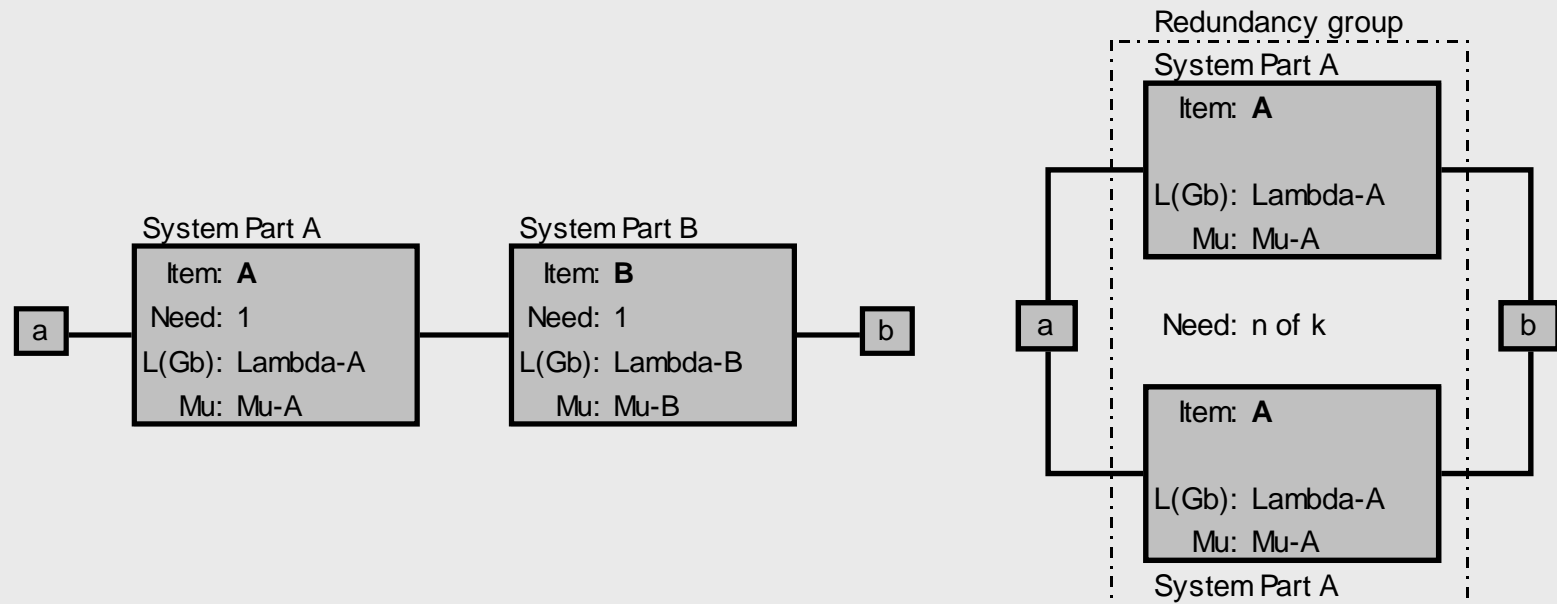 System Part A
Item: A
Need: 1
L(Gb): Lambda-A
Mu: Mu-A
System Part B
Item: B
Need: 1
L(Gb): Lambda-B
Mu: Mu-B
a
b
Redundancy group
System Part A
Item: A
L(Gb): Lambda-A
Mu: Mu-A
a
Need: n of k
b
Item: A
L(Gb): Lambda-A
Mu: Mu-A
System Part A